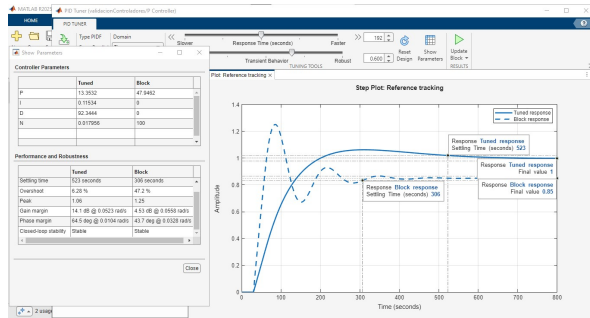 MATLAB R202
PID Tuner (validacionControladores/P Controller)
HOME
PID TUNER
Type PIDF
Domain
Slower
Response Time (seconds)
Faster
192
Transient Behavior
Robust
0.600
Reset Design
Show Parameters
Update Block
TUNING TOOLS
RESULTS
Show Parameters
Controller Parameters
Tuned Block
P 13.3532 47.9462
I 0.11534 0
D 92.3444 0
N 0.017956 100
Performance and Robustness
Tuned Block
Settling time 523 seconds 306 seconds
Overshoot 6.28 % 47.2 %
Peak 1.06 1.25
Gain margin 14.1 dB @ 0.0523 rad/s 4.53 dB @ 0.0558 rad/s
Phase margin 64.5 deg @ 0.0104 rad/s 43.7 deg @ 0.0328 rad/s
Closed-loop stability Stable Stable
Close
2 usag
Plot: Reference tracking
Step Plot: Reference tracking
Tuned response
Block response
Response Tuned response
Settling Time (seconds) 523
Response Tuned response
Final value 1
Response Block response
Settling Time (seconds) 306
Response Block response
Final value 0.85
Amplitude
1.4
1.2
1
0.8
0.6
0.4
0.2
0
0 100 200 300 400 500 600 700 800
Time (seconds)